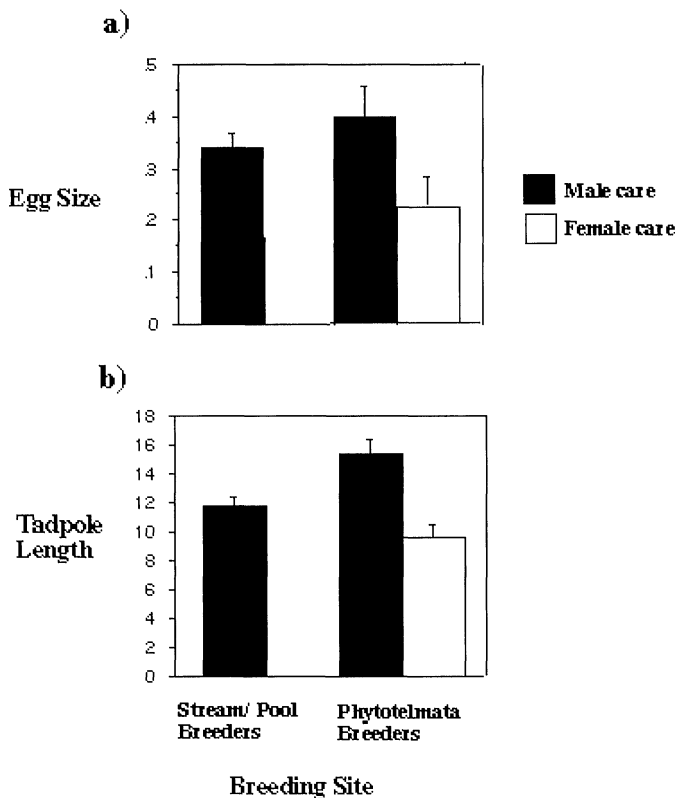 a)
.5
.4
.3
.2
.1
0
Egg Size
Male care
Female care
b)
18
16
14
12
10
8
6
4
2
0
Tadpole
Length
Stream/ Pool
Breeders
Phytotelmata
Breeders
Breeding Site